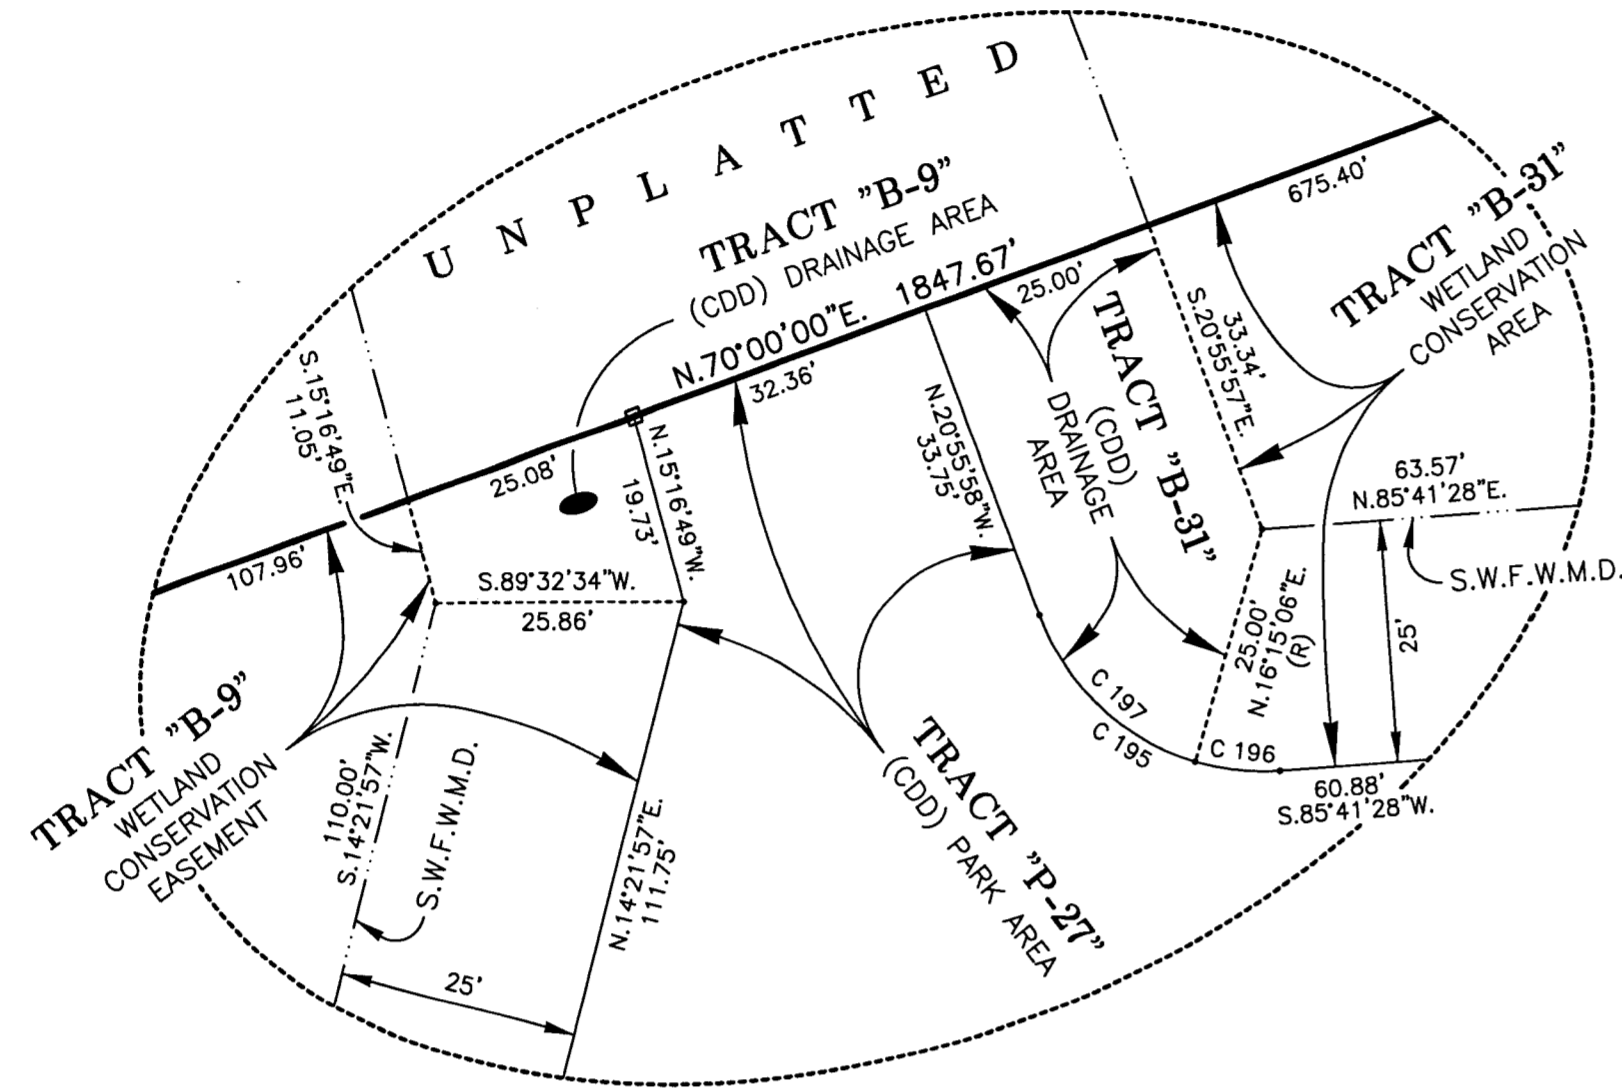 UNPLATTED
TRACT "B-9"
(CDD) DRAINAGE AREA
N.70°00'00"E. 1847.67'
675.40'
TRACT "B-31"
WETLAND
CONSERVATION
AREA
25.00'
32.36'
25.08'
107.96'
S.15°16'49"E.
11.05'
N.15°16'49"W.
19.73'
N.20°55'58"W.
33.75'
TRACT "B-31"
(CDD)
DRAINAGE
AREA
33.34'
S.20°55'57"E.
63.57'
N.85°41'28"E.
S.W.F.W.M.D.
25'
25.00'
N.16°15'06"E.
(R)
S.89°32'34"W.
25.86'
C 197
C 195
C 196
60.88'
S.85°41'28"W.
TRACT "B-9"
WETLAND
CONSERVATION
EASEMENT
110.00'
S.14°21'57"W.
S.W.F.W.M.D.
N.14°21'57"E.
111.75'
25'
TRACT "P-27"
(CDD) PARK AREA